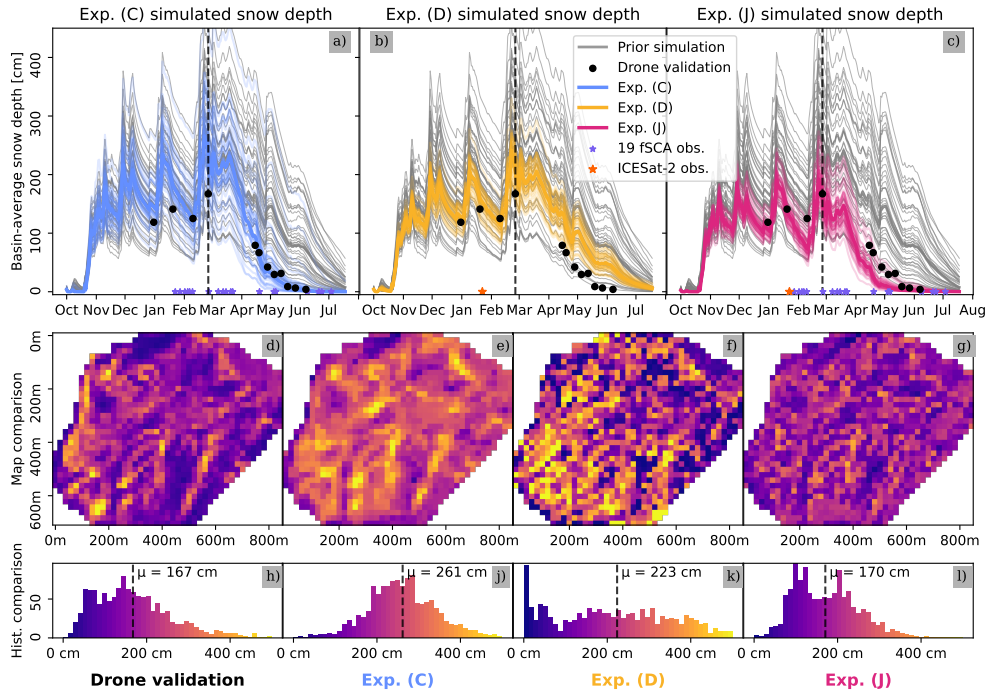 Exp. (C) simulated snow depth
Exp. (D) simulated snow depth
Exp. (J) simulated snow depth
a)
b)
c)
Prior simulation
Drone validation
Exp. (C)
Exp. (D)
Exp. (J)
19 fSCA obs.
ICESat-2 obs.
Basin-average snow depth [cm]
400
300
200
100
0
Oct Nov Dec Jan Feb Mar Apr May Jun Jul
Oct Nov Dec Jan Feb Mar Apr May Jun Jul
Oct Nov Dec Jan Feb Mar Apr May Jun Jul Aug
Map comparison
0m
200m
400m
600m
d)
e)
f)
g)
0m 200m 400m 600m 800m
0m 200m 400m 600m 800m
0m 200m 400m 600m 800m
0m 200m 400m 600m 800m
Hist. comparison
50
0
μ = 167 cm
h)
μ = 261 cm
j)
μ = 223 cm
k)
μ = 170 cm
l)
0 cm 200 cm 400 cm
200 cm 400 cm
0 cm 200 cm 400 cm
0 cm 200 cm 400 cm
Drone validation
Exp. (C)
Exp. (D)
Exp. (J)